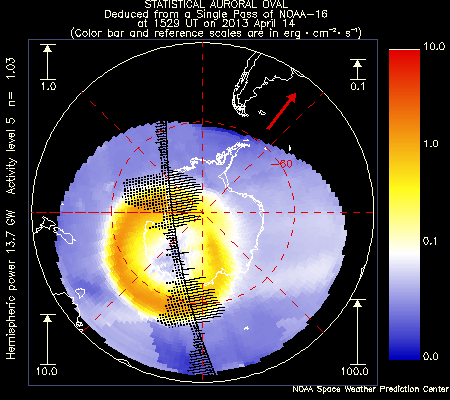 STATISTICAL AURORAL OVAL
Deduced from a Single Pass of NOAA-16
at 1529 UT on 2013 April 14
(Color bar and reference scales are in erg · cm⁻² · s⁻¹)
Hemispheric power 13.7 GW Activity level 5 n= 1.03
1.0
0.1
10.0
100.0
-60
10.0
1.0
0.1
0.0
NOAA Space Weather Prediction Center